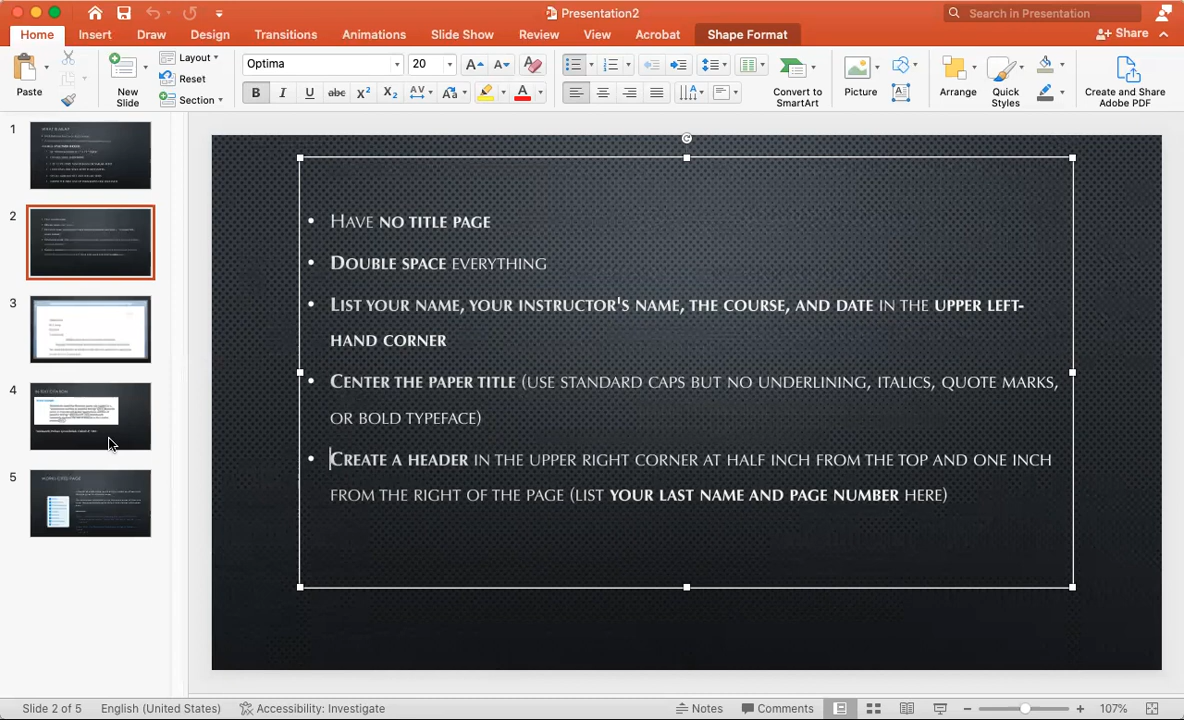 Presentation2
Search in Presentation
Home Insert Draw Design Transitions Animations Slide Show Review View Acrobat Shape Format Share
Paste New Slide Layout Reset Section Optima 20 Convert to SmartArt Picture Arrange Quick Styles Create and Share Adobe PDF
1
2
3
4
5
• HAVE NO TITLE PAGE
• DOUBLE SPACE EVERYTHING
• LIST YOUR NAME, YOUR INSTRUCTOR'S NAME, THE COURSE, AND DATE IN THE UPPER LEFT-
HAND CORNER
• CENTER THE PAPER TITLE (USE STANDARD CAPS BUT NO UNDERLINING, ITALICS, QUOTE MARKS,
OR BOLD TYPEFACE)
• CREATE A HEADER IN THE UPPER RIGHT CORNER AT HALF INCH FROM THE TOP AND ONE INCH
FROM THE RIGHT OF THE PAGE (LIST YOUR LAST NAME AND PAGE NUMBER HERE)
Slide 2 of 5 English (United States) Accessibility: Investigate Notes Comments 107%